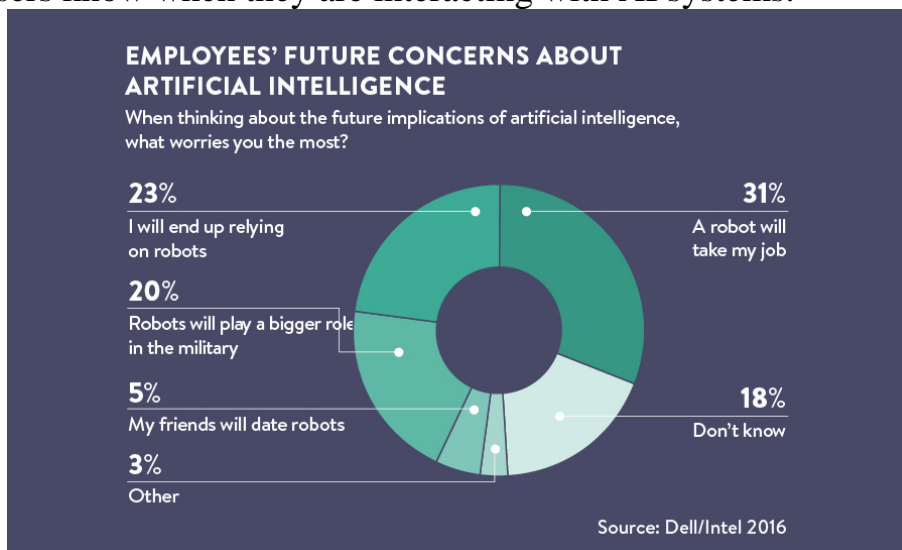 users know when they are interacting with AI systems.
EMPLOYEES' FUTURE CONCERNS ABOUT
ARTIFICIAL INTELLIGENCE
When thinking about the future implications of artificial intelligence,
what worries you the most?
23%
I will end up relying
on robots
20%
Robots will play a bigger role
in the military
5%
My friends will date robots
3%
Other
31%
A robot will
take my job
18%
Don't know
Source: Dell/Intel 2016